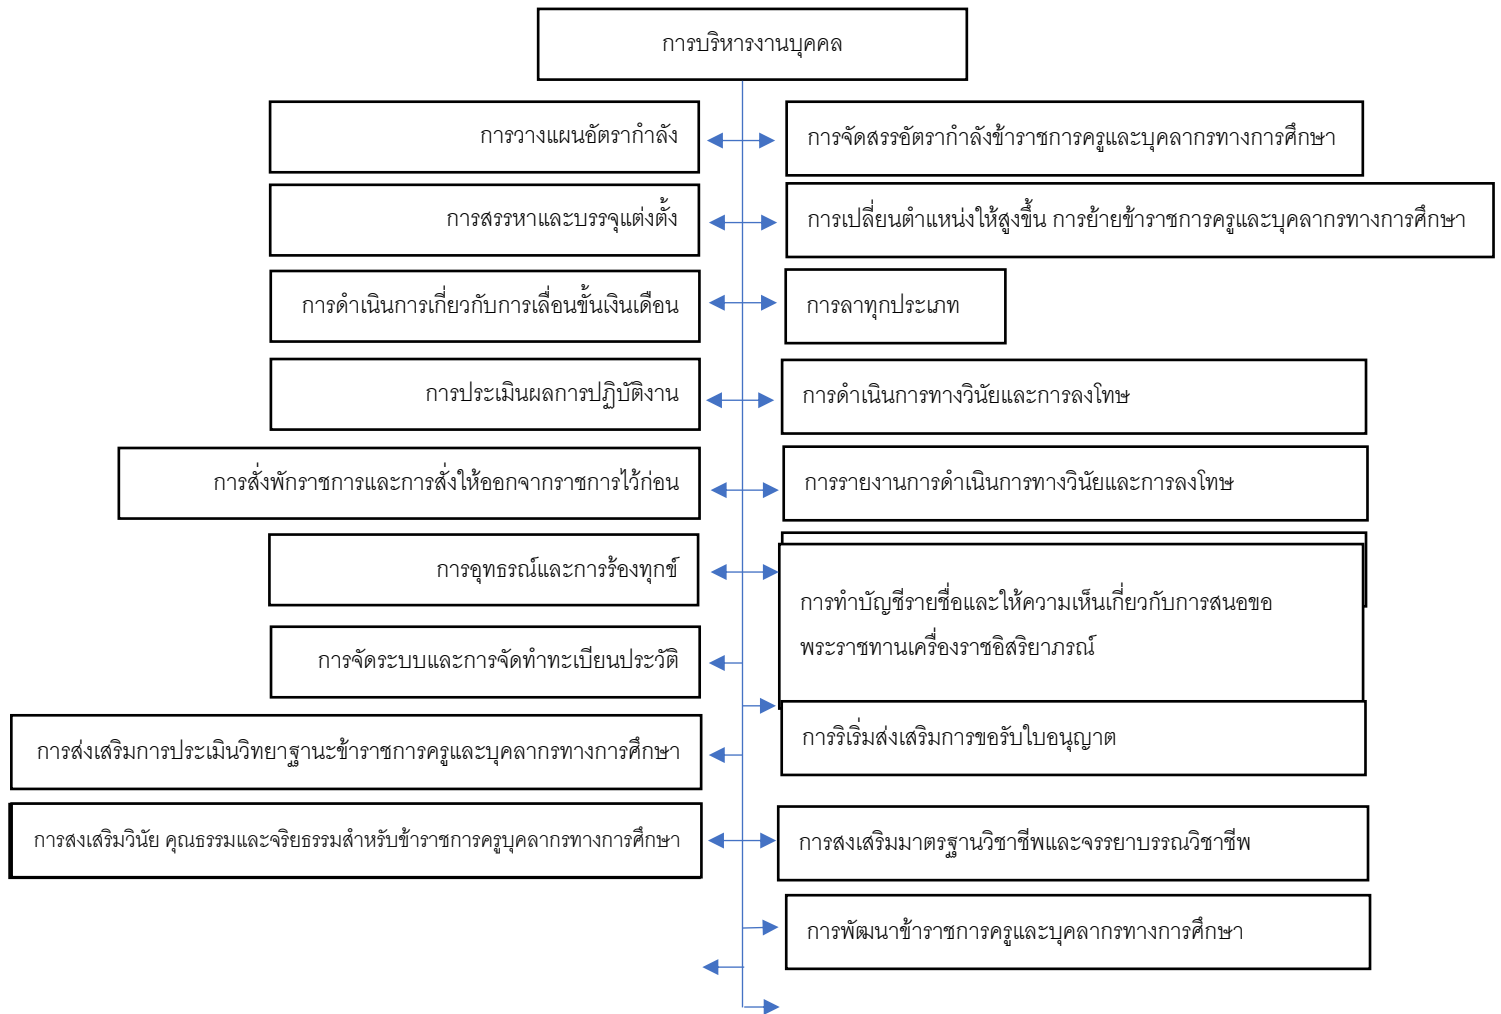 การบริหารงานบุคคล
การวางแผนอัตรากำลัง
การจัดสรรอัตรากำลังข้าราชการครูและบุคลากรทางการศึกษา
การสรรหาและบรรจุแต่งตั้ง
การเปลี่ยนตำแหน่งให้สูงขึ้น การย้ายข้าราชการครูและบุคลากรทางการศึกษา
การดำเนินการเกี่ยวกับการเลื่อนขั้นเงินเดือน
การลาทุกประเภท
การประเมินผลการปฏิบัติงาน
การดำเนินการทางวินัยและการลงโทษ
การสั่งพักราชการและการสั่งให้ออกจากราชการไว้ก่อน
การรายงานการดำเนินการทางวินัยและการลงโทษ
การอุทธรณ์และการร้องทุกข์
การทำบัญชีรายชื่อและให้ความเห็นเกี่ยวกับการสนอขอ
พระราชทานเครื่องราชอิสริยาภรณ์
การจัดระบบและการจัดทำทะเบียนประวัติ
การริเริ่มส่งเสริมการขอรับใบอนุญาต
การส่งเสริมการประเมินวิทยาฐานะข้าราชการครูและบุคลากรทางการศึกษา
การสงเสริมวินัย คุณธรรมและจริยธรรมสำหรับข้าราชการครูบุคลากรทางการศึกษา
การสงเสริมมาตรฐานวิชาชีพและจรรยาบรรณวิชาชีพ
การพัฒนาข้าราชการครูและบุคลากรทางการศึกษา